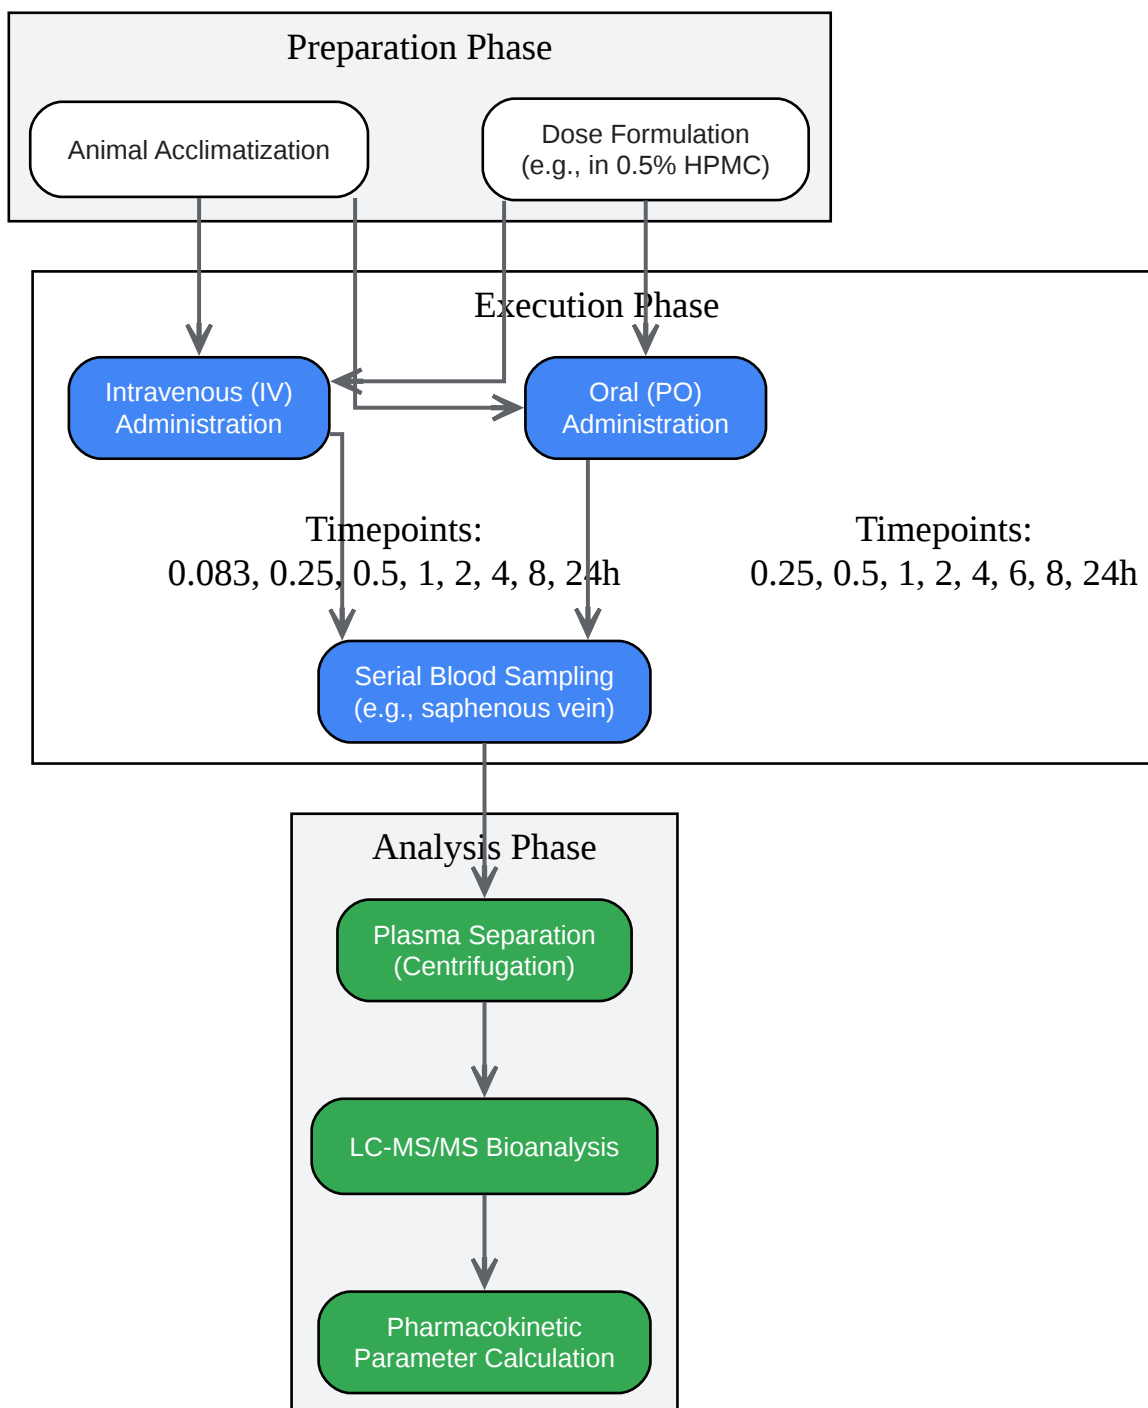 Preparation Phase
Animal Acclimatization
Dose Formulation
(e.g., in 0.5% HPMC)
Execution Phase
Intravenous (IV)
Administration
Oral (PO)
Administration
Timepoints:
0.083, 0.25, 0.5, 1, 2, 4, 8, 24h
Timepoints:
0.25, 0.5, 1, 2, 4, 6, 8, 24h
Serial Blood Sampling
(e.g., saphenous vein)
Analysis Phase
Plasma Separation
(Centrifugation)
LC-MS/MS Bioanalysis
Pharmacokinetic
Parameter Calculation